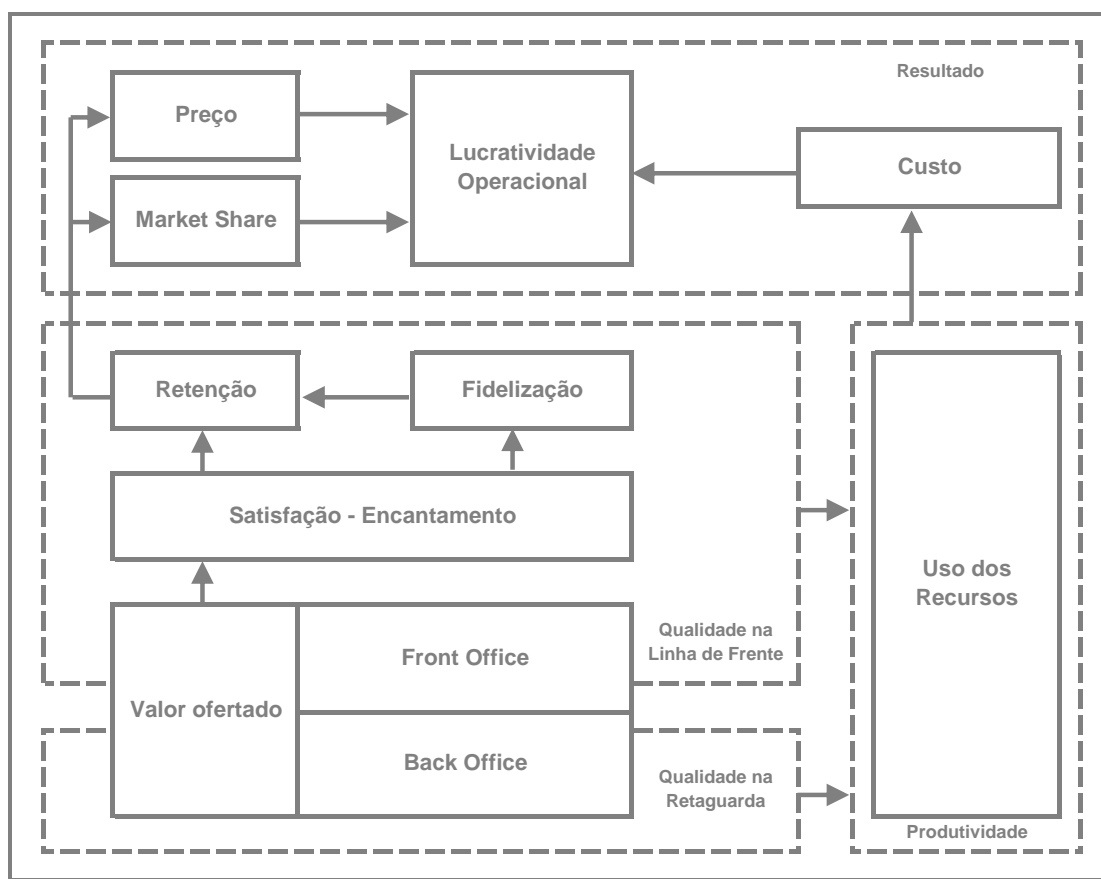 Resultado
Preço
Lucratividade
Operacional
Custo
Market Share
Retenção
Fidelização
Satisfação - Encantamento
Uso dos
Recursos
Qualidade na
Linha de Frente
Front Office
Valor ofertado
Back Office
Qualidade na
Retaguarda
Produtividade